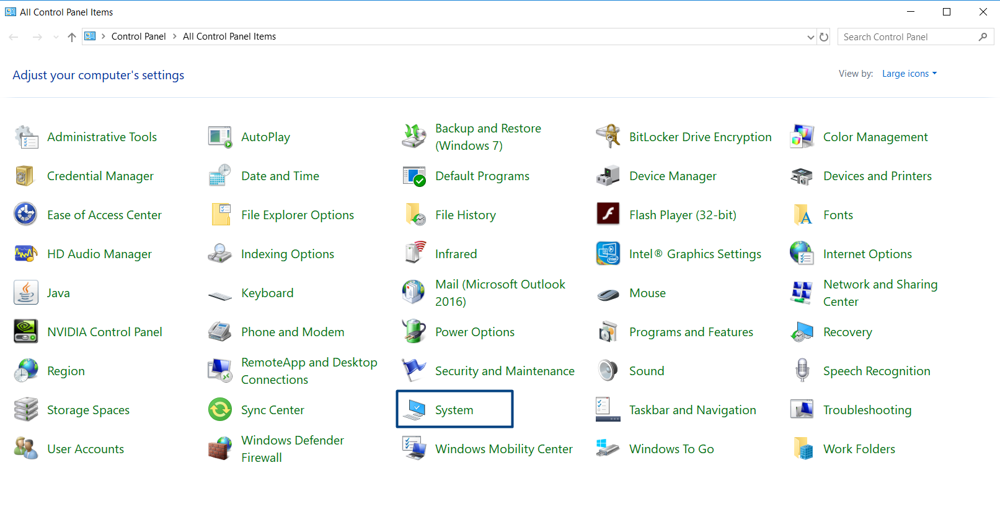 All Control Panel Items
Control Panel > All Control Panel Items
Search Control Panel
Adjust your computer's settings
View by: Large icons
Administrative Tools
AutoPlay
Backup and Restore
(Windows 7)
BitLocker Drive Encryption
Color Management
Credential Manager
Date and Time
Default Programs
Device Manager
Devices and Printers
Ease of Access Center
File Explorer Options
File History
Flash Player (32-bit)
Fonts
HD Audio Manager
Indexing Options
Infrared
Intel® Graphics Settings
Internet Options
Java
Keyboard
Mail (Microsoft Outlook
2016)
Mouse
Network and Sharing
Center
NVIDIA Control Panel
Phone and Modem
Power Options
Programs and Features
Recovery
Region
RemoteApp and Desktop
Connections
Security and Maintenance
Sound
Speech Recognition
Storage Spaces
Sync Center
System
Taskbar and Navigation
Troubleshooting
User Accounts
Windows Defender
Firewall
Windows Mobility Center
Windows To Go
Work Folders